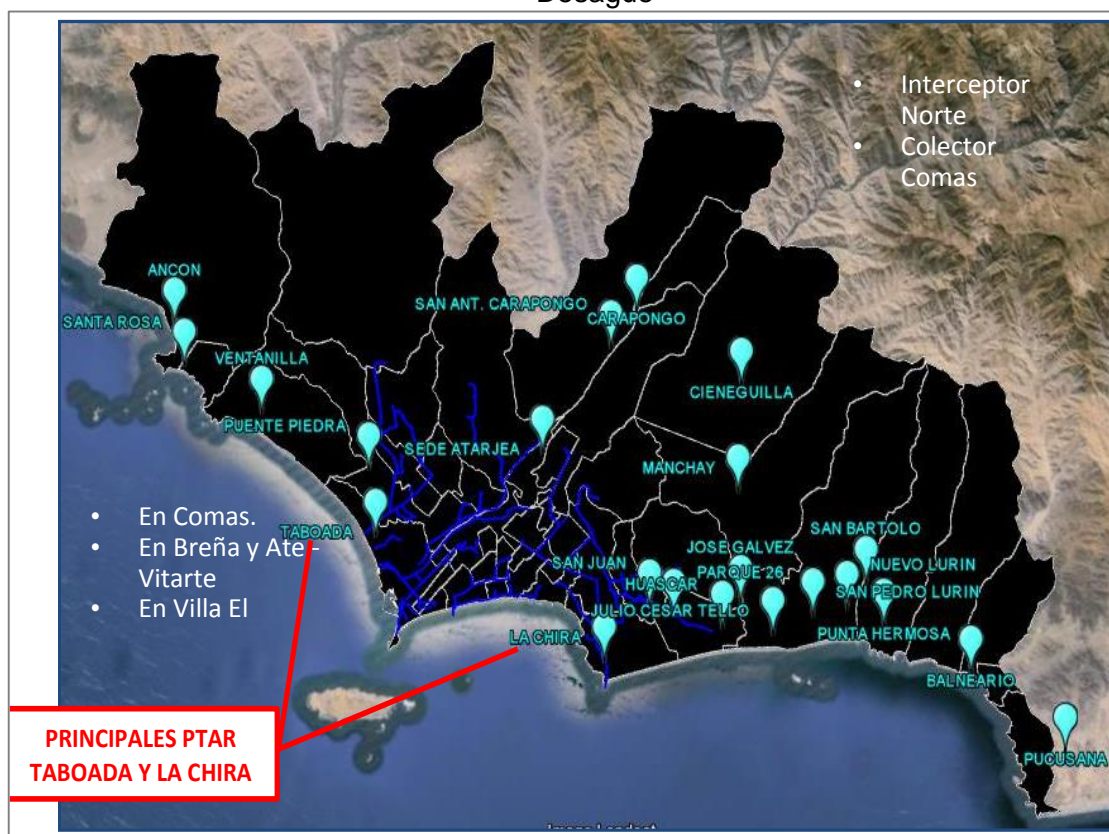 Desagüe
• Interceptor
Norte
• Colector
Comas
ANCON
SANTA ROSA
SAN ANT. CARAPONGO
CARAPONGO
VENTANILLA
CIENEGUILLA
PUENTE PIEDRA
SEDE ATARJEA
MANCHAY
• En Comas.
• En Breña y Ate-
Vitarte
• En Villa El
TABOADA
SAN BARTOLO
JOSE GALVEZ
SAN JUAN
NUEVO LURIN
PARQUE 26
HUASCAR
SAN PEDRO LURIN
JULIO CESAR TELLO
LA CHIRA
PUNTA HERMOSA
BALNEARIO
PRINCIPALES PTAR
TABOADA Y LA CHIRA
PUCUSANA